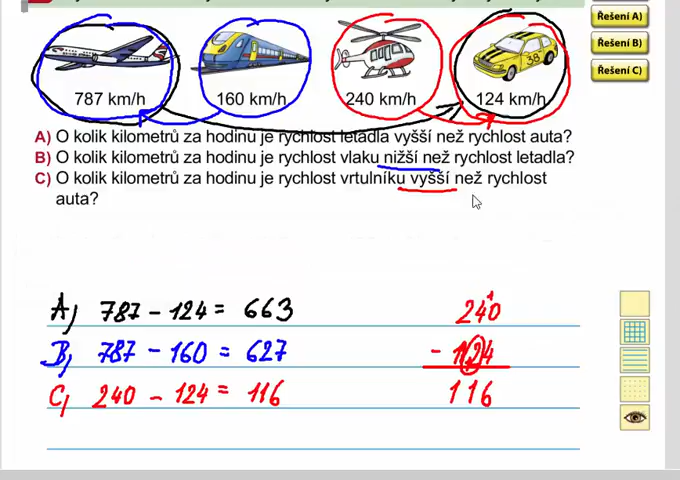 Řešení A)
Řešení B)
Řešení C)
787 km/h 160 km/h 240 km/h 124 km/h
38
A) O kolik kilometrů za hodinu je rychlost letadla vyšší než rychlost auta?
B) O kolik kilometrů za hodinu je rychlost vlaku nižší než rychlost letadla?
C) O kolik kilometrů za hodinu je rychlost vrtulníku vyšší než rychlost
auta?
A) 787 - 124 = 663
B) 787 - 160 = 627
C) 240 - 124 = 116
240
- 124
116